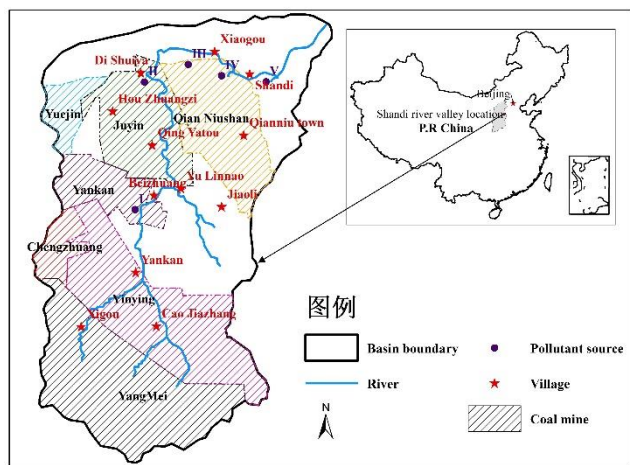 Xiaogou
Di Shuiya
III
II
IV
V
Shandi
Yuejin
Hou Zhuangzi
Juyin
Qian Niushan
Qianniu town
Qing Yatou
Yankan
Beizhuang
Yu Linnao
I
Jiaoli
Chengzhuang
Yankan
Yinying
Xigou
Cao Jiazhang
YangMei
Beijing
Shandi river valley location
P.R China
图例
Basin boundary
Pollutant source
River
Village
N
Coal mine